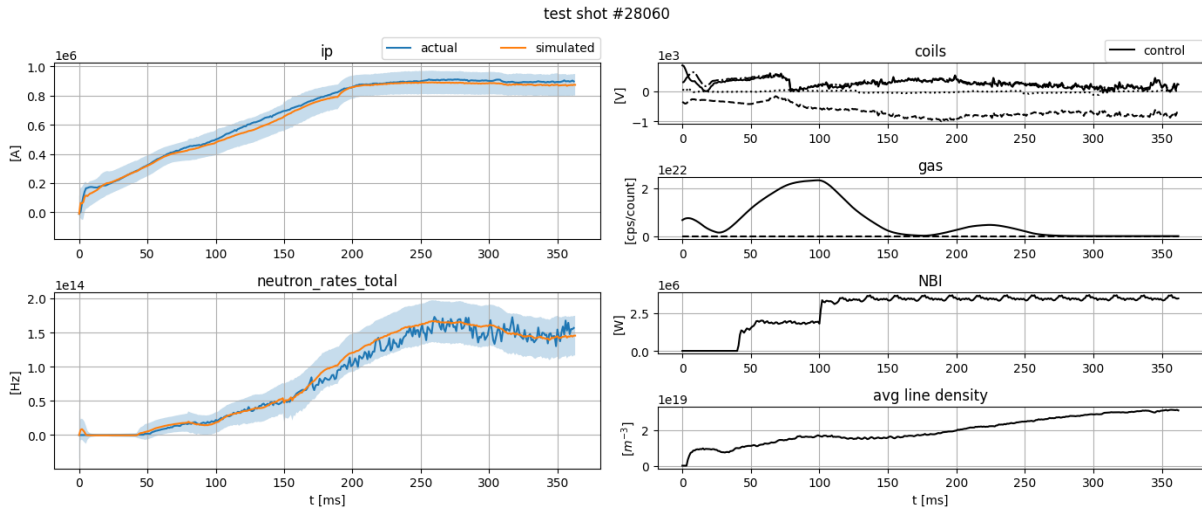 test shot #28060
ip
1e6
actual simulated
1.0
0.8
0.6
0.4
0.2
0.0
[A]
0 50 100 150 200 250 300 350
neutron_rates_total
1e14
2.0
1.5
1.0
0.5
0.0
[Hz]
0 50 100 150 200 250 300 350
t [ms]
coils
1e3
control
0
−1
[V]
0 50 100 150 200 250 300 350
gas
1e22
2
0
[cps/count]
0 50 100 150 200 250 300 350
NBI
1e6
2.5
0.0
[W]
0 50 100 150 200 250 300 350
avg line density
1e19
2
0
[m⁻³]
0 50 100 150 200 250 300 350
t [ms]